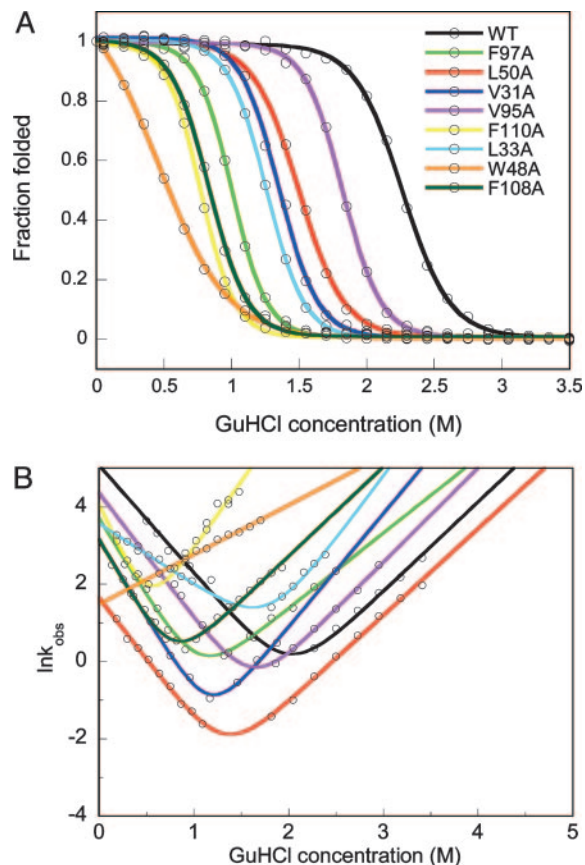 A
1
0.8
0.6
0.4
0.2
0
Fraction folded
WT
F97A
L50A
V31A
V95A
F110A
L33A
W48A
F108A
0 0.5 1 1.5 2 2.5 3 3.5
GuHCl concentration (M)
B
4
2
0
-2
-4
lnk_obs
0 1 2 3 4 5
GuHCl concentration (M)